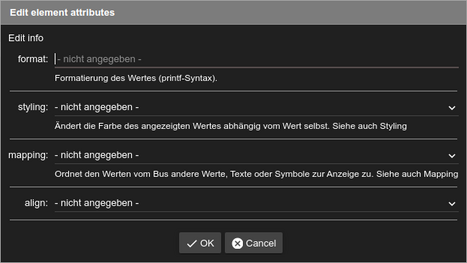 Edit element attributes
Edit info
format: - nicht angegeben -
Formatierung des Wertes (printf-Syntax).
styling: - nicht angegeben -
Ändert die Farbe des angezeigten Wertes abhängig vom Wert selbst. Siehe auch Styling
mapping: - nicht angegeben -
Ordnet den Werten vom Bus andere Werte, Texte oder Symbole zur Anzeige zu. Siehe auch Mapping
align: - nicht angegeben -
OK Cancel